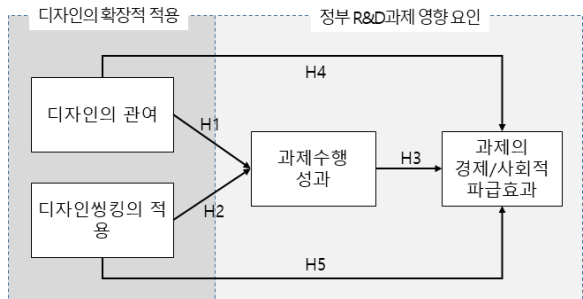 디자인의 확장적 적용
정부 R&D과제 영향 요인
H4
디자인의 관여
H1
과제수행
성과
H3
과제의
경제/사회적
파급효과
디자인씽킹의 적
용
H2
H5